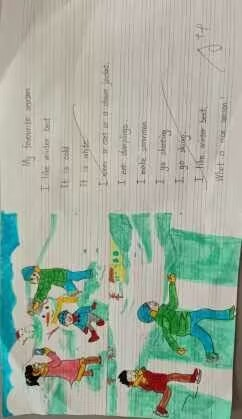 My favourite season
I like winter best.
It is cold.
It is white.
I wear a coat or a down jacket.
I eat dumplings.
I make snowman.
I go skating.
I go skiing.
I like winter best.
What a nice season.